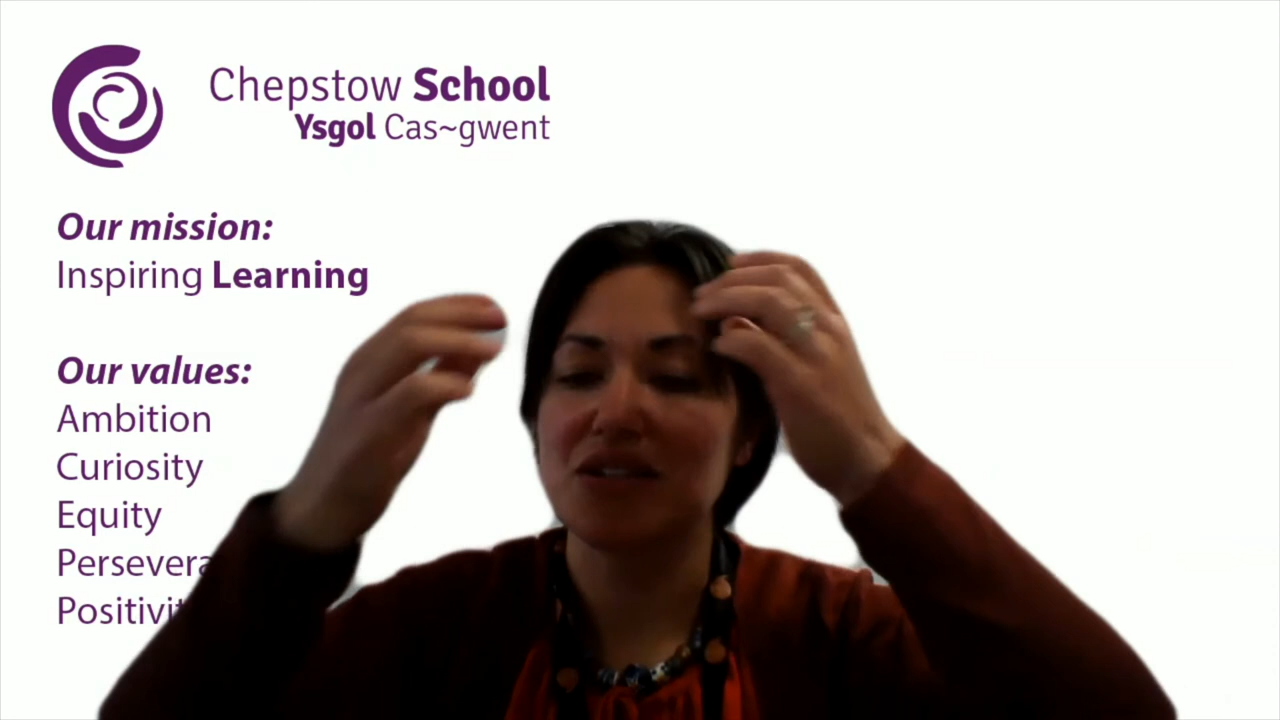 Chepstow School
Ysgol Cas~gwent
Our mission:
Inspiring Learning
Our values:
Ambition
Curiosity
Equity